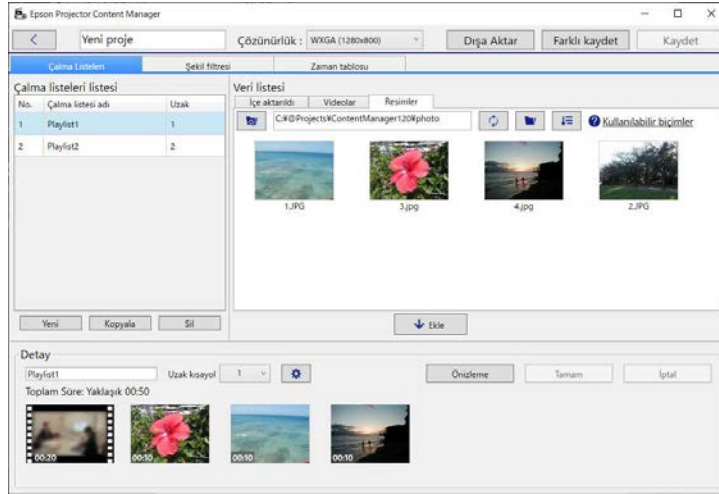 Epson Projector Content Manager
Yeni proje
Çözünürlük :
WXGA (1280x800)
Dışa Aktar
Farklı kaydet
Kaydet
Çalma Listeleri
Şekil filtresi
Zaman tablosu
Çalma listeleri listesi
No. Çalma listesi adı Uzak
1 Playlist1 1
2 Playlist2 2
Yeni
Kopyala
Sil
Veri listesi
İçe aktarıldı
Videolar
Resimler
C:¥@Projects¥ContentManager120¥photo
Kullanılabilir biçimler
1.JPG
3.jpg
4.jpg
2.JPG
Ekle
Detay
Playlist1
Uzak kısayol
1
Önizleme
Tamam
İptal
Toplam Süre: Yaklaşık 00:50
00:20
00:10
00:10
00:10